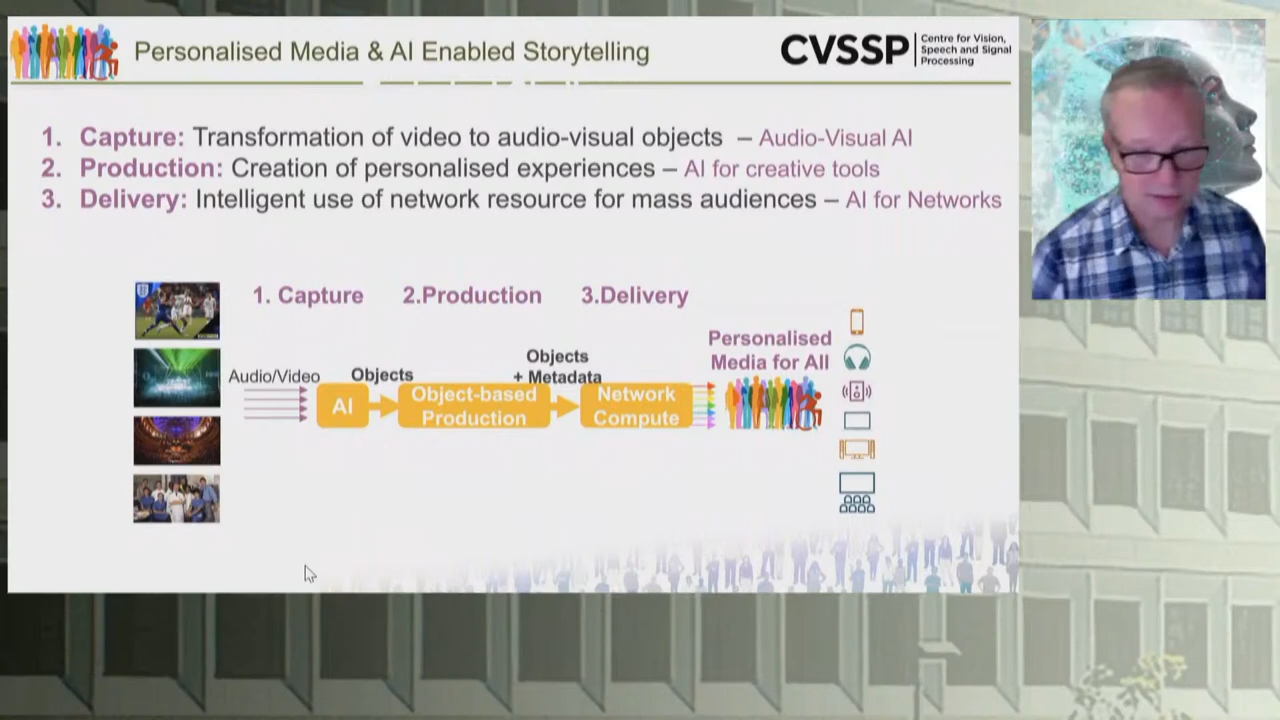 Personalised Media & AI Enabled Storytelling
CVSSP
Centre for Vision,
Speech and Signal
Processing
1. Capture: Transformation of video to audio-visual objects – Audio-Visual AI
2. Production: Creation of personalised experiences – AI for creative tools
3. Delivery: Intelligent use of network resource for mass audiences – AI for Networks
1. Capture
2.Production
3.Delivery
Audio/Video
Objects
Objects
+ Metadata
AI
Object-based
Production
Network
Compute
Personalised
Media for All